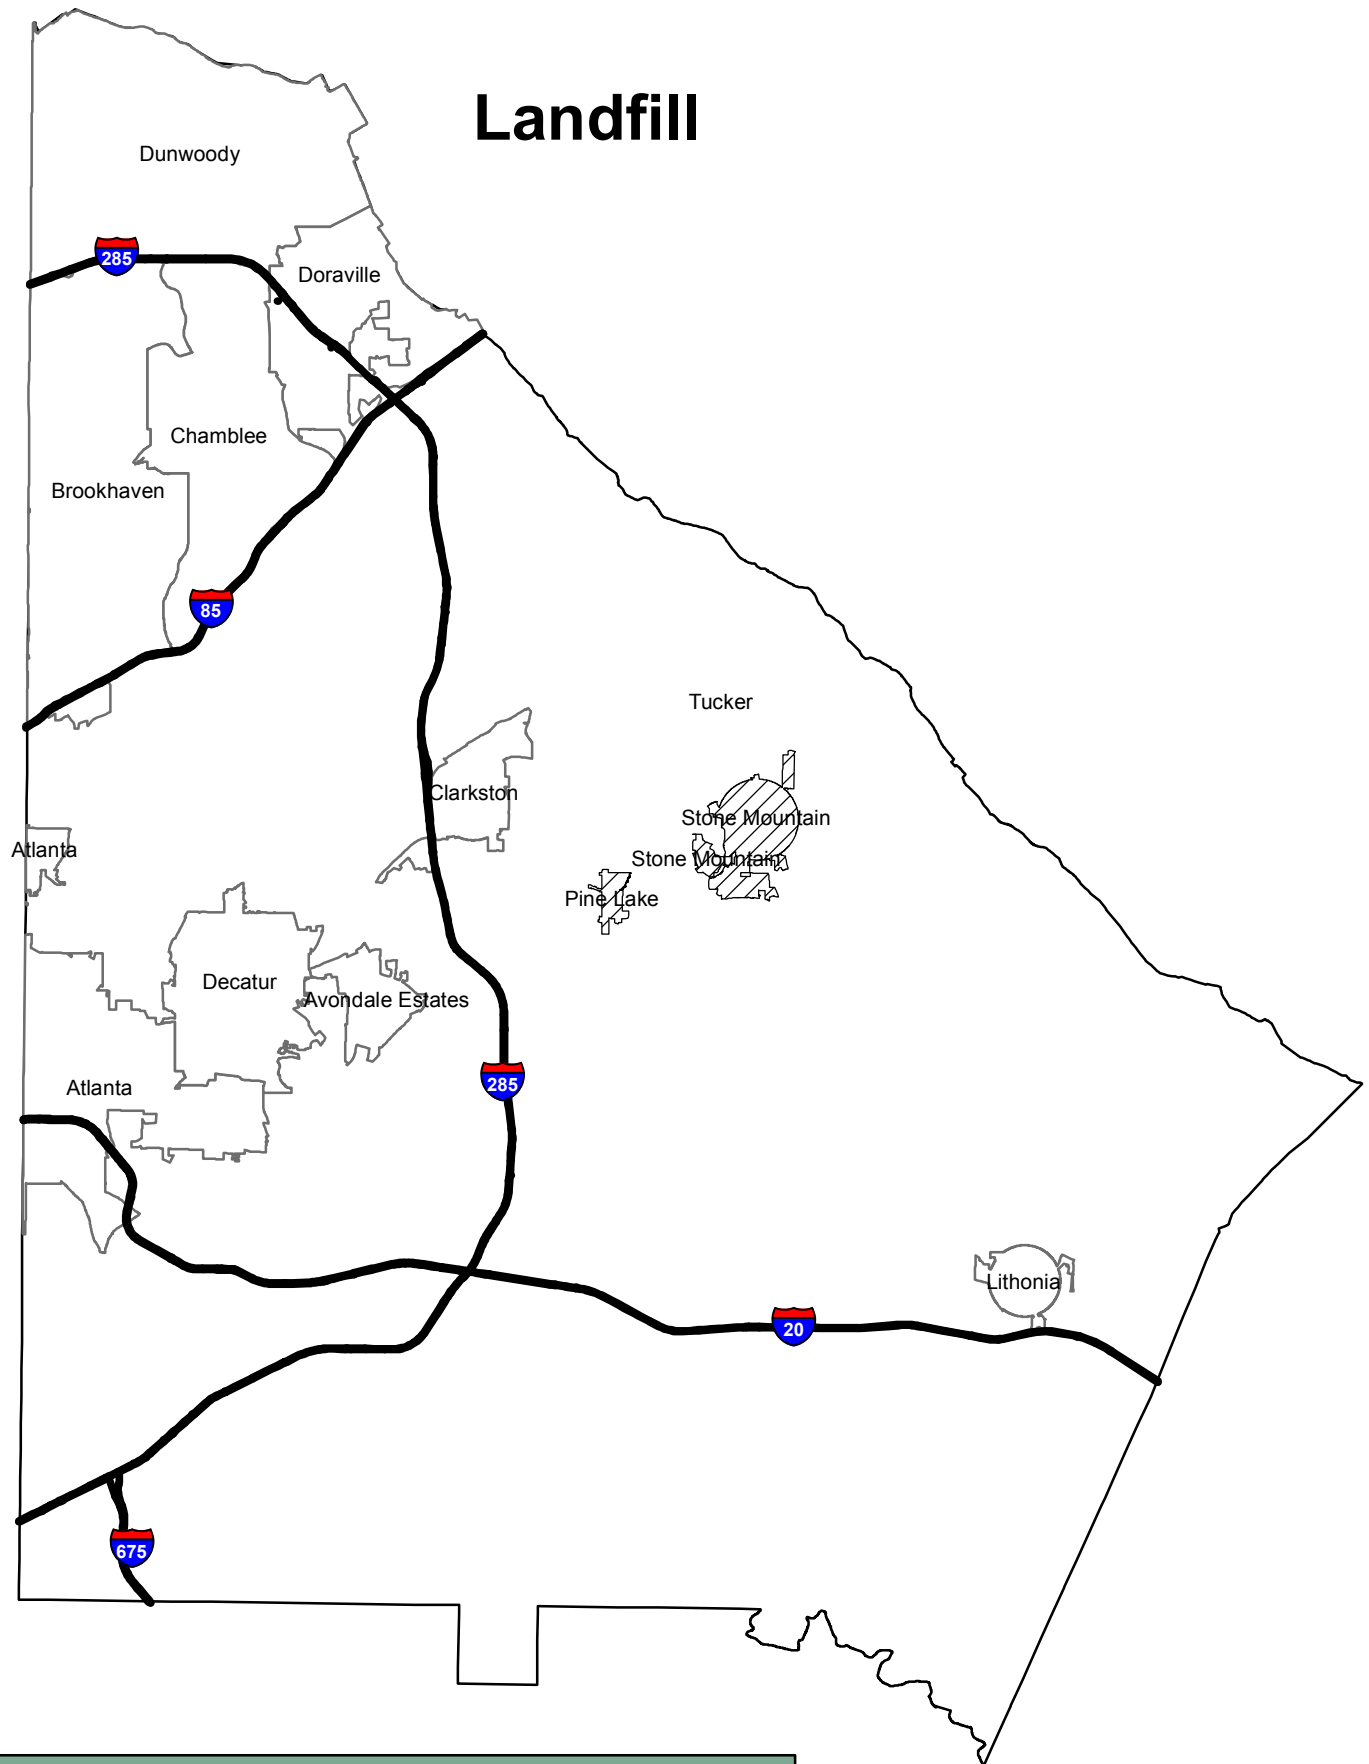 Landfill
Dunwoody
285
Doraville
Chamblee
Brookhaven
85
Tucker
Clarkston
Stone Mountain
Atlanta
Stone Mountain
Pine Lake
Decatur
Avondale Estates
285
Atlanta
Lithonia
20
675